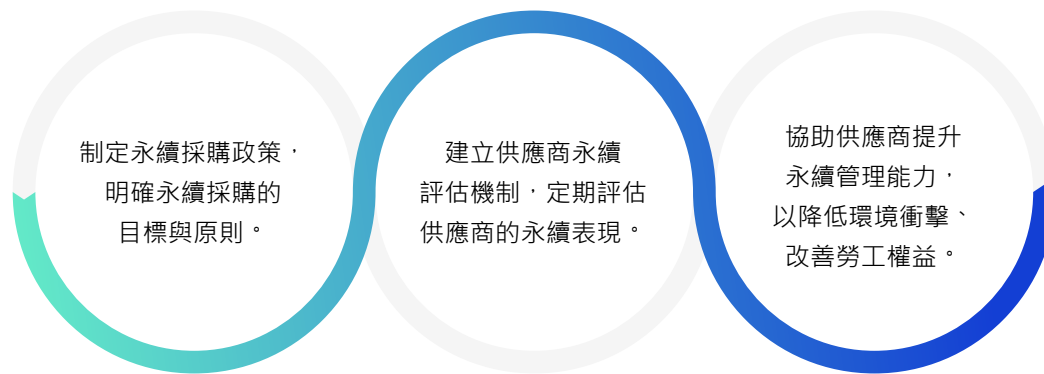 制定永續採購政策，
明確永續採購的
目標與原則。
建立供應商永續
評估機制，定期評估
供應商的永續表現。
協助供應商提升
永續管理能力，
以降低環境衝擊、
改善勞工權益。